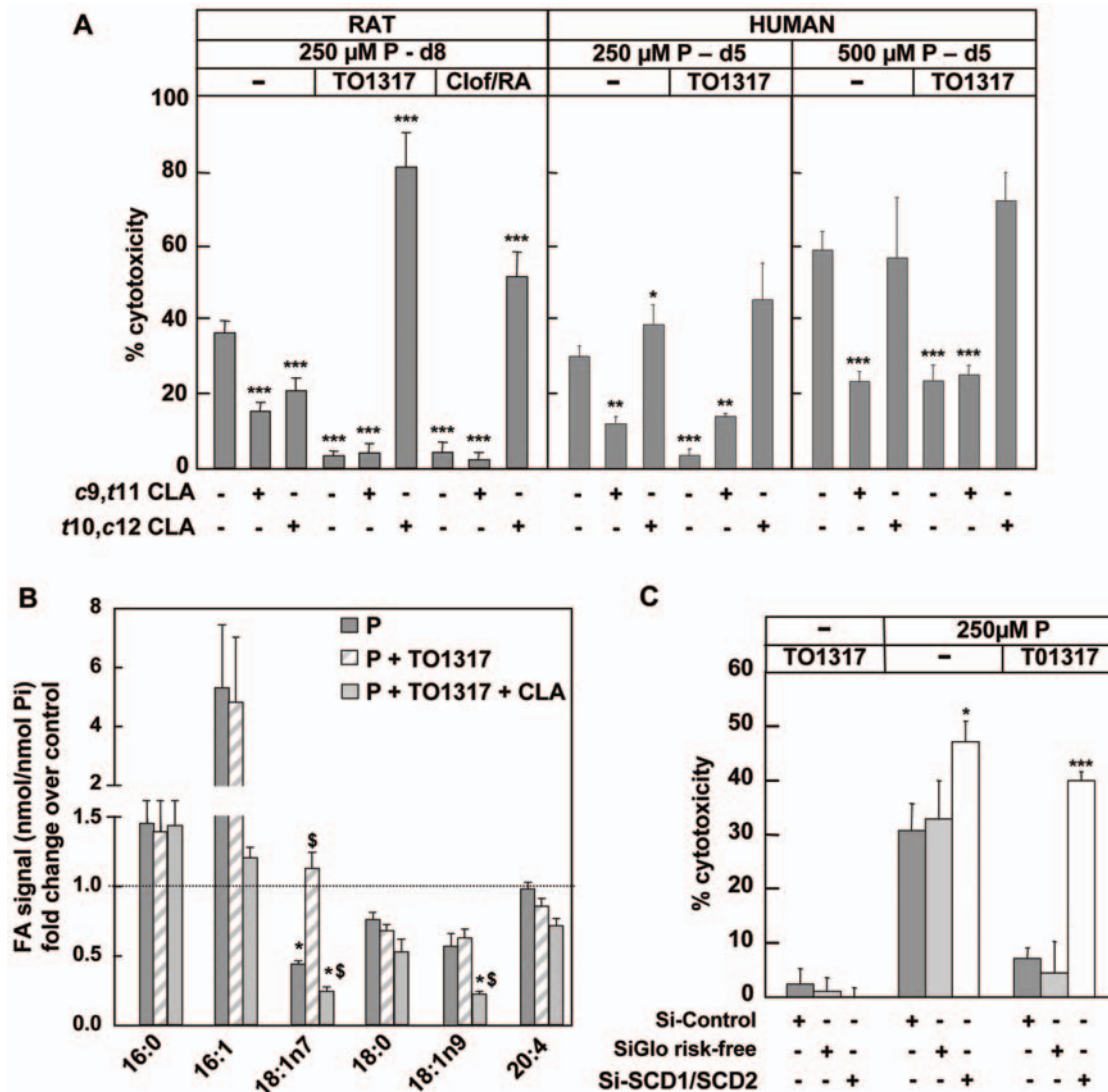 A
RAT HUMAN
250 µM P - d8 250 µM P – d5 500 µM P – d5
– TO1317 Clof/RA – TO1317 – TO1317
100
80
60
40
20
0
% cytotoxicity
*** *** *** *** *** *** *** ***
* ** *** **
*** *** ***
c9,t11 CLA - + - - + - - + - - + - - + - - + - - + -
t10,c12 CLA - - + - - + - - + - - + - - + - - + - - +
B
8
6
4
2
1.5
1.0
0.5
0.0
FA signal (nmol/nmol Pi)
fold change over control
P
P + TO1317
P + TO1317 + CLA
* $ *$ *$
16:0 16:1 18:1n7 18:0 18:1n9 20:4
C
– 250µM P
TO1317 – T01317
60
50
40
30
20
10
0
% cytotoxicity
* ***
Si-Control + - - + - - + - -
SiGlo risk-free - + - - + - - + -
Si-SCD1/SCD2 - - + - - + - - +